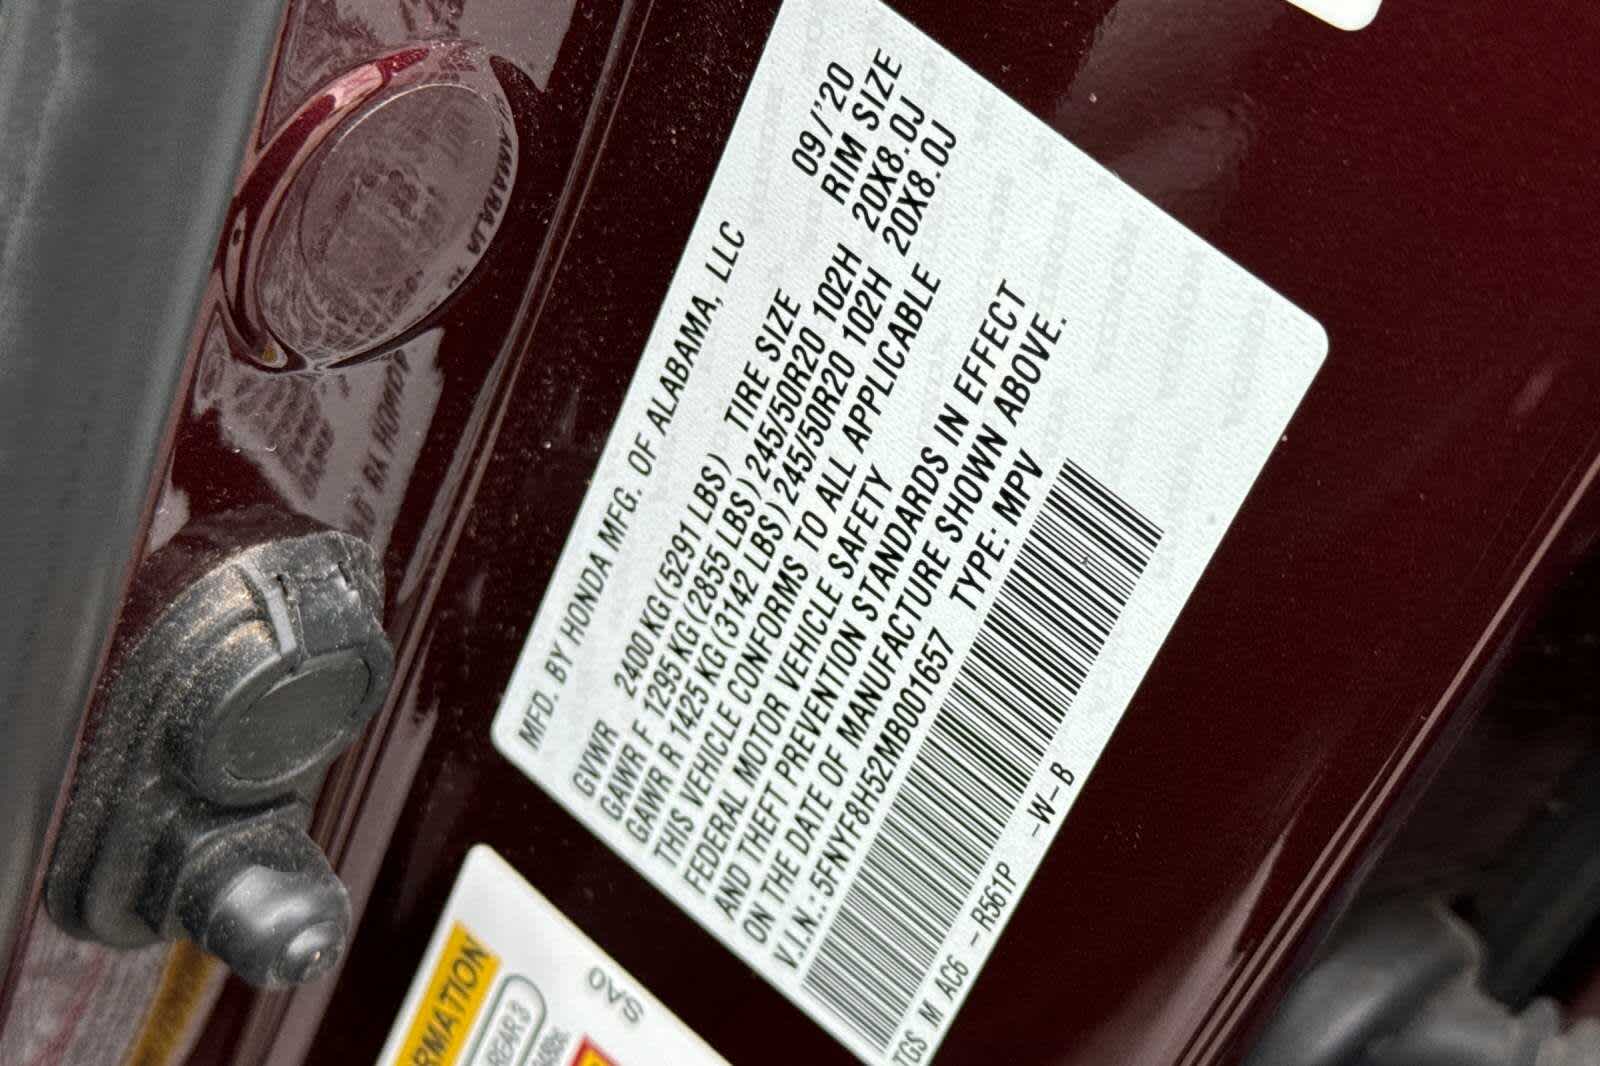 MFD. BY HONDA MFG. OF ALABAMA, LLC 09/'20
GVWR 2400 KG (5291 LBS) TIRE SIZE RIM SIZE
GAWR F 1295 KG (2855 LBS) 245/50R20 102H 20X8.0J
GAWR R 1425 KG (3142 LBS) 245/50R20 102H 20X8.0J
THIS VEHICLE CONFORMS TO ALL APPLICABLE
FEDERAL MOTOR VEHICLE SAFETY
AND THEFT PREVENTION STANDARDS IN EFFECT
ON THE DATE OF MANUFACTURE SHOWN ABOVE.
V.I.N.: 5FNYF8H52MB001657 TYPE: MPV
TGS M AC6 -R561P -W-B
RMATION
REAR 3